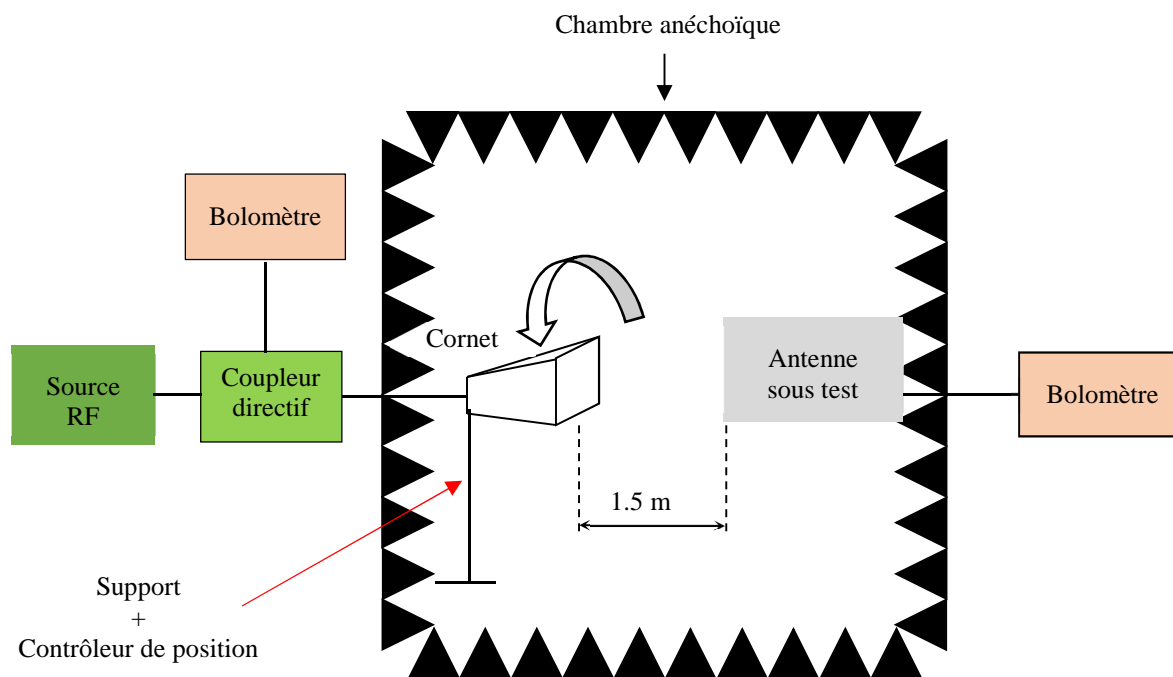 Chambre anéchoïque
Bolomètre
Cornet
Source
RF
Coupleur
directif
Antenne
sous test
Bolomètre
1.5 m
Support
+
Contrôleur de position